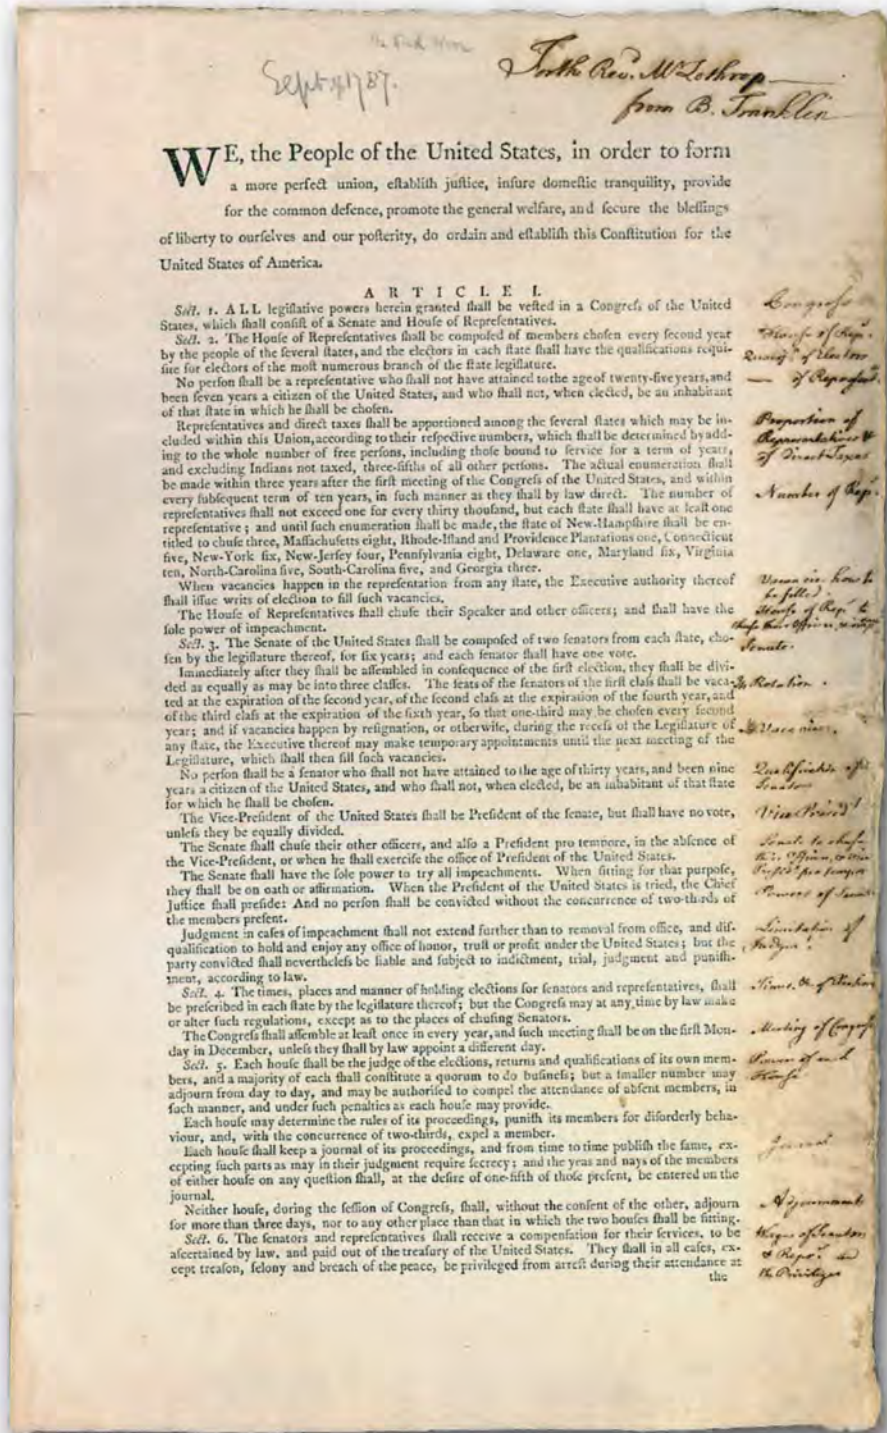 Sept. 1787.
For the Revd. Mr Lothrop
from B. Franklin
WE, the People of the United States, in order to form
a more perfect union, eſtabliſh juſtice, inſure domeſtic tranquility, provide
for the common defence, promote the general welfare, and ſecure the bleſſings
of liberty to ourſelves and our poſterity, do ordain and eſtabliſh this Conſtitution for the
United States of America.
ARTICLE I.
Sect. 1. ALL legiſlative powers herein granted ſhall be veſted in a Congreſs of the United
States, which ſhall conſiſt of a Senate and Houſe of Repreſentatives.
Congreſs
Sect. 2. The Houſe of Repreſentatives ſhall be compoſed of members choſen every ſecond year
by the people of the ſeveral ſtates, and the electors in each ſtate ſhall have the qualifications requi-
ſite for electors of the moſt numerous branch of the ſtate legiſlature.
Houſe of Rep.
of Electors
No perſon ſhall be a repreſentative who ſhall not have attained to the age of twenty-five years, and
been ſeven years a citizen of the United States, and who ſhall not, when elected, be an inhabitant
of that ſtate in which he ſhall be choſen.
— of Repreſent.
Repreſentatives and direct taxes ſhall be apportioned among the ſeveral ſtates which may be in-
cluded within this Union, according to their reſpective numbers, which ſhall be determined by add-
ing to the whole number of free perſons, including thoſe bound to ſervice for a term of years,
and excluding Indians not taxed, three-fifths of all other perſons. The actual enumeration ſhall
be made within three years after the firſt meeting of the Congreſs of the United States, and within
every ſubſequent term of ten years, in ſuch manner as they ſhall by law direct. The number of
repreſentatives ſhall not exceed one for every thirty thouſand, but each ſtate ſhall have at leaſt one
repreſentative; and until ſuch enumeration ſhall be made, the ſtate of New-Hampſhire ſhall be en-
titled to chuſe three, Maſſachuſetts eight, Rhode-Iſland and Providence Plantations one, Connecticut
five, New-York ſix, New-Jerſey four, Pennſylvania eight, Delaware one, Maryland ſix, Virginia
ten, North-Carolina five, South-Carolina five, and Georgia three.
Proportion of
Repreſentatives &
of Direct Taxes
Number of Rep.
When vacancies happen in the repreſentation from any ſtate, the Executive authority thereof
ſhall iſſue writs of election to fill ſuch vacancies.
Vacancies how to
be filled.
The Houſe of Repreſentatives ſhall chuſe their Speaker and other officers; and ſhall have the
ſole power of impeachment.
Houſe of Rep. to
chuſe their Officers
Sect. 3. The Senate of the United States ſhall be compoſed of two ſenators from each ſtate, cho-
ſen by the legiſlature thereof, for ſix years; and each ſenator ſhall have one vote.
Senate.
Immediately after they ſhall be aſſembled in conſequence of the firſt election, they ſhall be divi-
ded as equally as may be into three claſſes. The ſeats of the ſenators of the firſt claſs ſhall be vaca-
ted at the expiration of the ſecond year, of the ſecond claſs at the expiration of the fourth year, and
of the third claſs at the expiration of the ſixth year, ſo that one-third may be choſen every ſecond
year; and if vacancies happen by reſignation, or otherwiſe, during the receſs of the Legiſlature of
any ſtate, the Executive thereof may make temporary appointments until the next meeting of the
Legiſlature, which ſhall then fill ſuch vacancies.
Rotation.
Vacancies.
No perſon ſhall be a ſenator who ſhall not have attained to the age of thirty years, and been nine
years a citizen of the United States, and who ſhall not, when elected, be an inhabitant of that ſtate
for which he ſhall be choſen.
Senators
The Vice-Preſident of the United States ſhall be Preſident of the ſenate, but ſhall have no vote,
unleſs they be equally divided.
Vice Preſidt
The Senate ſhall chuſe their other officers, and alſo a Preſident pro tempore, in the abſence of
the Vice-Preſident, or when he ſhall exerciſe the office of Preſident of the United States.
Senate to chuſe
The Senate ſhall have the ſole power to try all impeachments. When ſitting for that purpoſe,
they ſhall be on oath or affirmation. When the Preſident of the United States is tried, the Chief
Juſtice ſhall preſide: And no perſon ſhall be convicted without the concurrence of two-thirds of
the members preſent.
Powers of Senate
Judgment in caſes of impeachment ſhall not extend further than to removal from office, and diſ-
qualification to hold and enjoy any office of honor, truſt or profit under the United States; but the
party convicted ſhall nevertheleſs be liable and ſubject to indictment, trial, judgment and puniſh-
ment, according to law.
Limitation of
Sect. 4. The times, places and manner of holding elections for ſenators and repreſentatives, ſhall
be preſcribed in each ſtate by the legiſlature thereof; but the Congreſs may at any time by law make
or alter ſuch regulations, except as to the places of chuſing Senators.
Times, &c of Elections
The Congreſs ſhall aſſemble at leaſt once in every year, and ſuch meeting ſhall be on the firſt Mon-
day in December, unleſs they ſhall by law appoint a different day.
Meeting of Congreſs
Sect. 5. Each houſe ſhall be the judge of the elections, returns and qualifications of its own mem-
bers, and a majority of each ſhall conſtitute a quorum to do buſineſs; but a ſmaller number may
adjourn from day to day, and may be authoriſed to compel the attendance of abſent members, in
ſuch manner, and under ſuch penalties as each houſe may provide.
Powers of each
Houſe
Each houſe may determine the rules of its proceedings, puniſh its members for diſorderly beha-
viour, and, with the concurrence of two-thirds, expel a member.
Each houſe ſhall keep a journal of its proceedings, and from time to time publiſh the ſame, ex-
cepting ſuch parts as may in their judgment require ſecrecy; and the yeas and nays of the members
of either houſe on any queſtion ſhall, at the deſire of one-fifth of thoſe preſent, be entered on the
journal.
Journal
Neither houſe, during the ſeſſion of Congreſs, ſhall, without the conſent of the other, adjourn
for more than three days, nor to any other place than that in which the two houſes ſhall be ſitting.
Adjournment
Sect. 6. The ſenators and repreſentatives ſhall receive a compenſation for their ſervices, to be
aſcertained by law, and paid out of the treaſury of the United States. They ſhall in all caſes, ex-
cept treaſon, felony and breach of the peace, be privileged from arreſt during their attendance at
the
Wages of Senators
& Rep.
Privileges